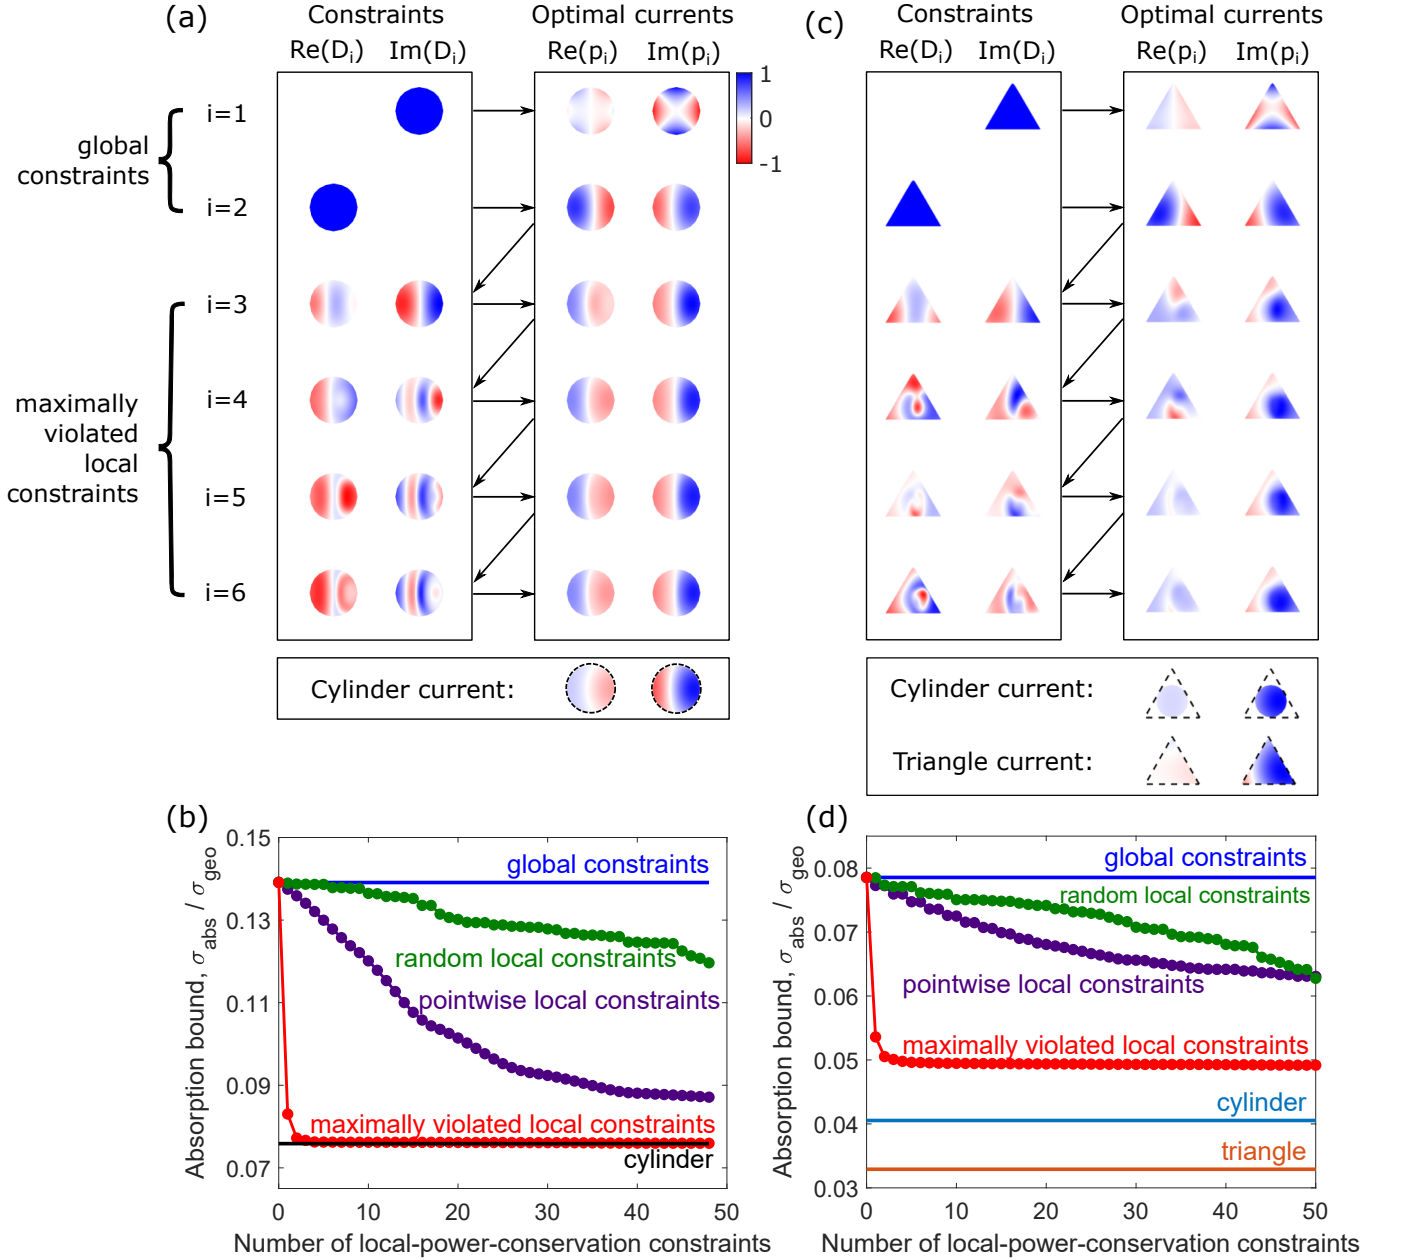 (a)
Constraints
Optimal currents
Re(Di)
Im(Di)
Re(pi)
Im(pi)
i=1
i=2
i=3
i=4
i=5
i=6
global
constraints
maximally
violated
local
constraints
1
0
-1
Cylinder current:
(c)
Constraints
Optimal currents
Re(Di)
Im(Di)
Re(pi)
Im(pi)
Cylinder current:
Triangle current:
(b)
Absorption bound, σabs / σgeo
0.15
0.13
0.11
0.09
0.07
global constraints
random local constraints
pointwise local constraints
maximally violated local constraints
cylinder
0
10
20
30
40
50
Number of local-power-conservation constraints
(d)
Absorption bound, σabs / σgeo
0.08
0.07
0.06
0.05
0.04
0.03
global constraints
random local constraints
pointwise local constraints
maximally violated local constraints
cylinder
triangle
0
10
20
30
40
50
Number of local-power-conservation constraints